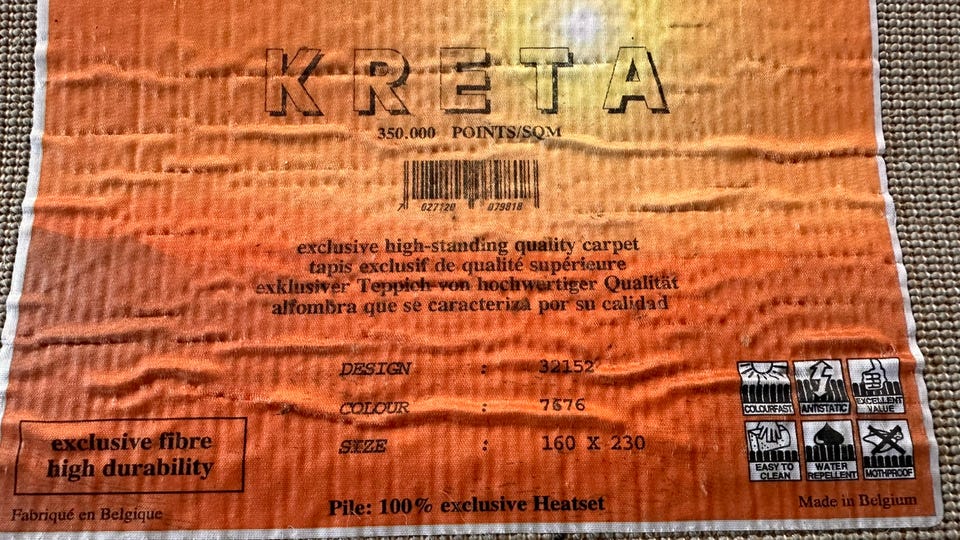 KRETA
350.000 POINTS/SQM
7 627120 079818
exclusive high-standing quality carpet
tapis exclusif de qualité supérieure
exklusiver Teppich von hochwertiger Qualität
alfombra que se caracteriza por su calidad
DESIGN : 32152
COLOUR : 7676
SIZE : 160 X 230
COLOURFAST ANTISTATIC EXCELLENT VALUE
EASY TO CLEAN WATER REPELLENT MOTHPROOF
exclusive fibre
high durability
Fabriqué en Belgique
Pile: 100% exclusive Heatset
Made in Belgium